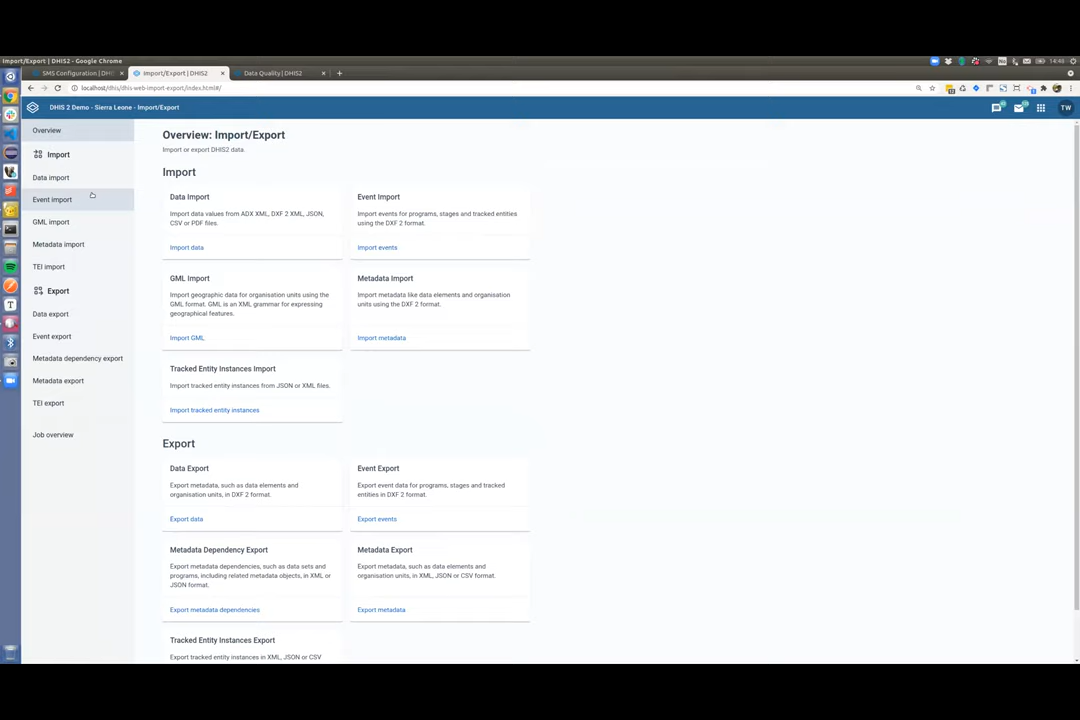 Import/Export | DHIS2 - Google Chrome
14:48
SMS Configuration | DHI
Import/Export | DHIS2
Data Quality | DHIS2
localhost/dhis/dhis-web-import-export/index.html#/
DHIS 2 Demo - Sierra Leone - Import/Export
TW
Overview
Import
Data import
Event import
GML import
Metadata import
TEI import
Export
Data export
Event export
Metadata dependency export
Metadata export
TEI export
Job overview
Overview: Import/Export
Import or export DHIS2 data.
Import
Data Import
Import data values from ADX XML, DXF 2 XML, JSON,
CSV or PDF files.
Import data
Event Import
Import events for programs, stages and tracked entities
using the DXF 2 format.
Import events
GML Import
Import geographic data for organisation units using the
GML format. GML is an XML grammar for expressing
geographical features.
Import GML
Metadata Import
Import metadata like data elements and organisation
units using the DXF 2 format.
Import metadata
Tracked Entity Instances Import
Import tracked entity instances from JSON or XML files.
Import tracked entity instances
Export
Data Export
Export metadata, such as data elements and
organisation units, in DXF 2 format.
Export data
Event Export
Export event data for programs, stages and tracked
entities in DXF 2 format.
Export events
Metadata Dependency Export
Export metadata dependencies, such as data sets and
programs, including related metadata objects, in XML or
JSON format.
Export metadata dependencies
Metadata Export
Export metadata, such as data elements and
organisation units, in XML, JSON or CSV format.
Export metadata
Tracked Entity Instances Export
Export tracked entity instances in XML, JSON or CSV